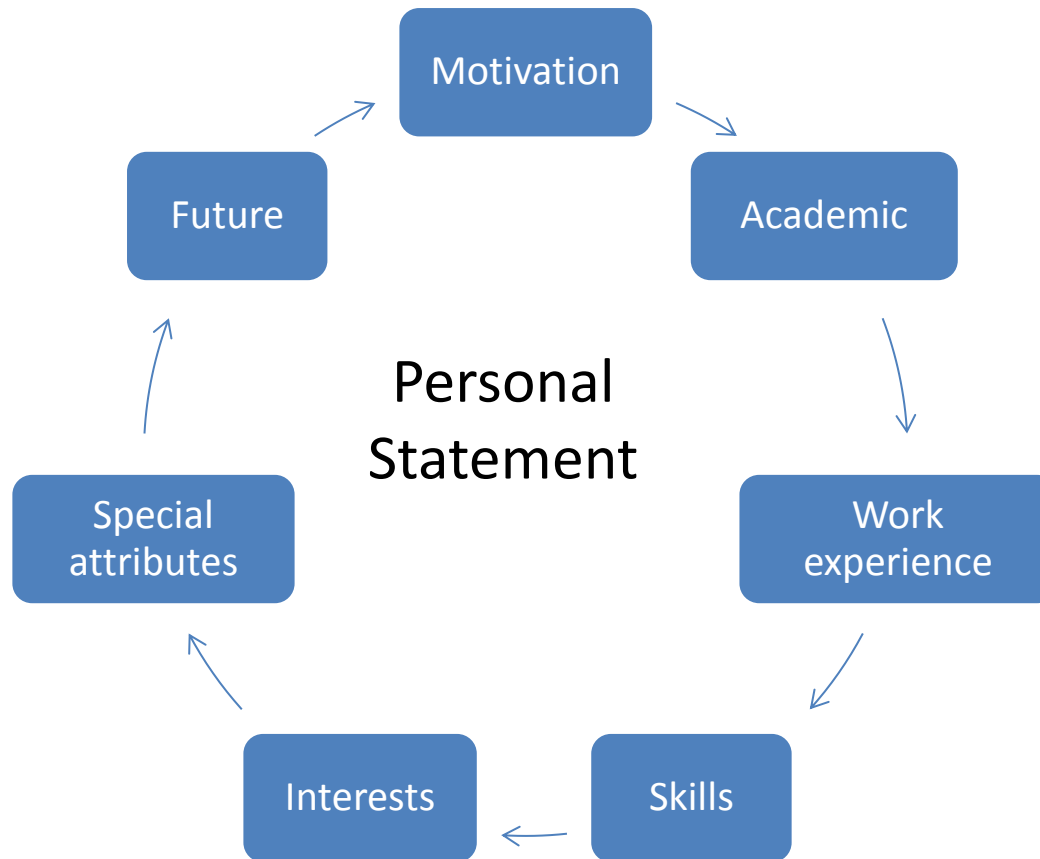 Motivation
Academic
Work
experience
Skills
Interests
Special
attributes
Future
Personal
Statement